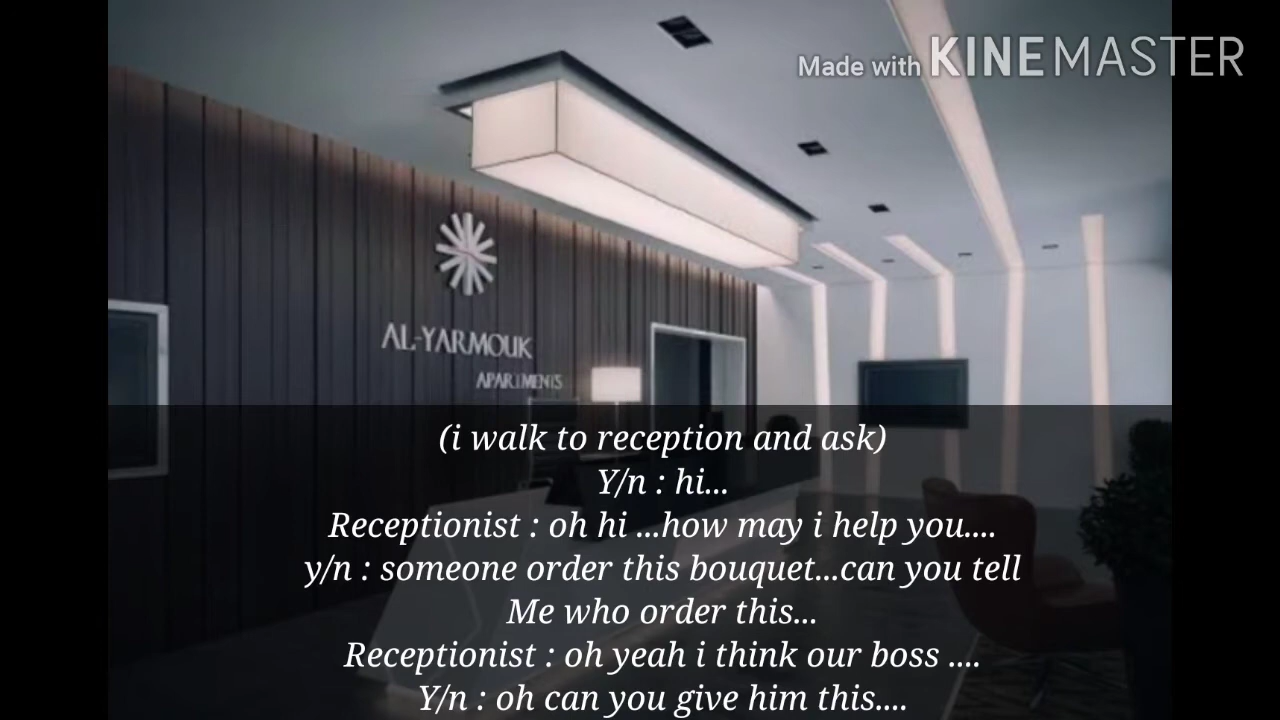 Made with KINEMASTER
AL-YARMOUK
APARTMENTS
(i walk to reception and ask)
Y/n : hi...
Receptionist : oh hi ...how may i help you....
y/n : someone order this bouquet...can you tell
Me who order this...
Receptionist : oh yeah i think our boss ....
Y/n : oh can you give him this....